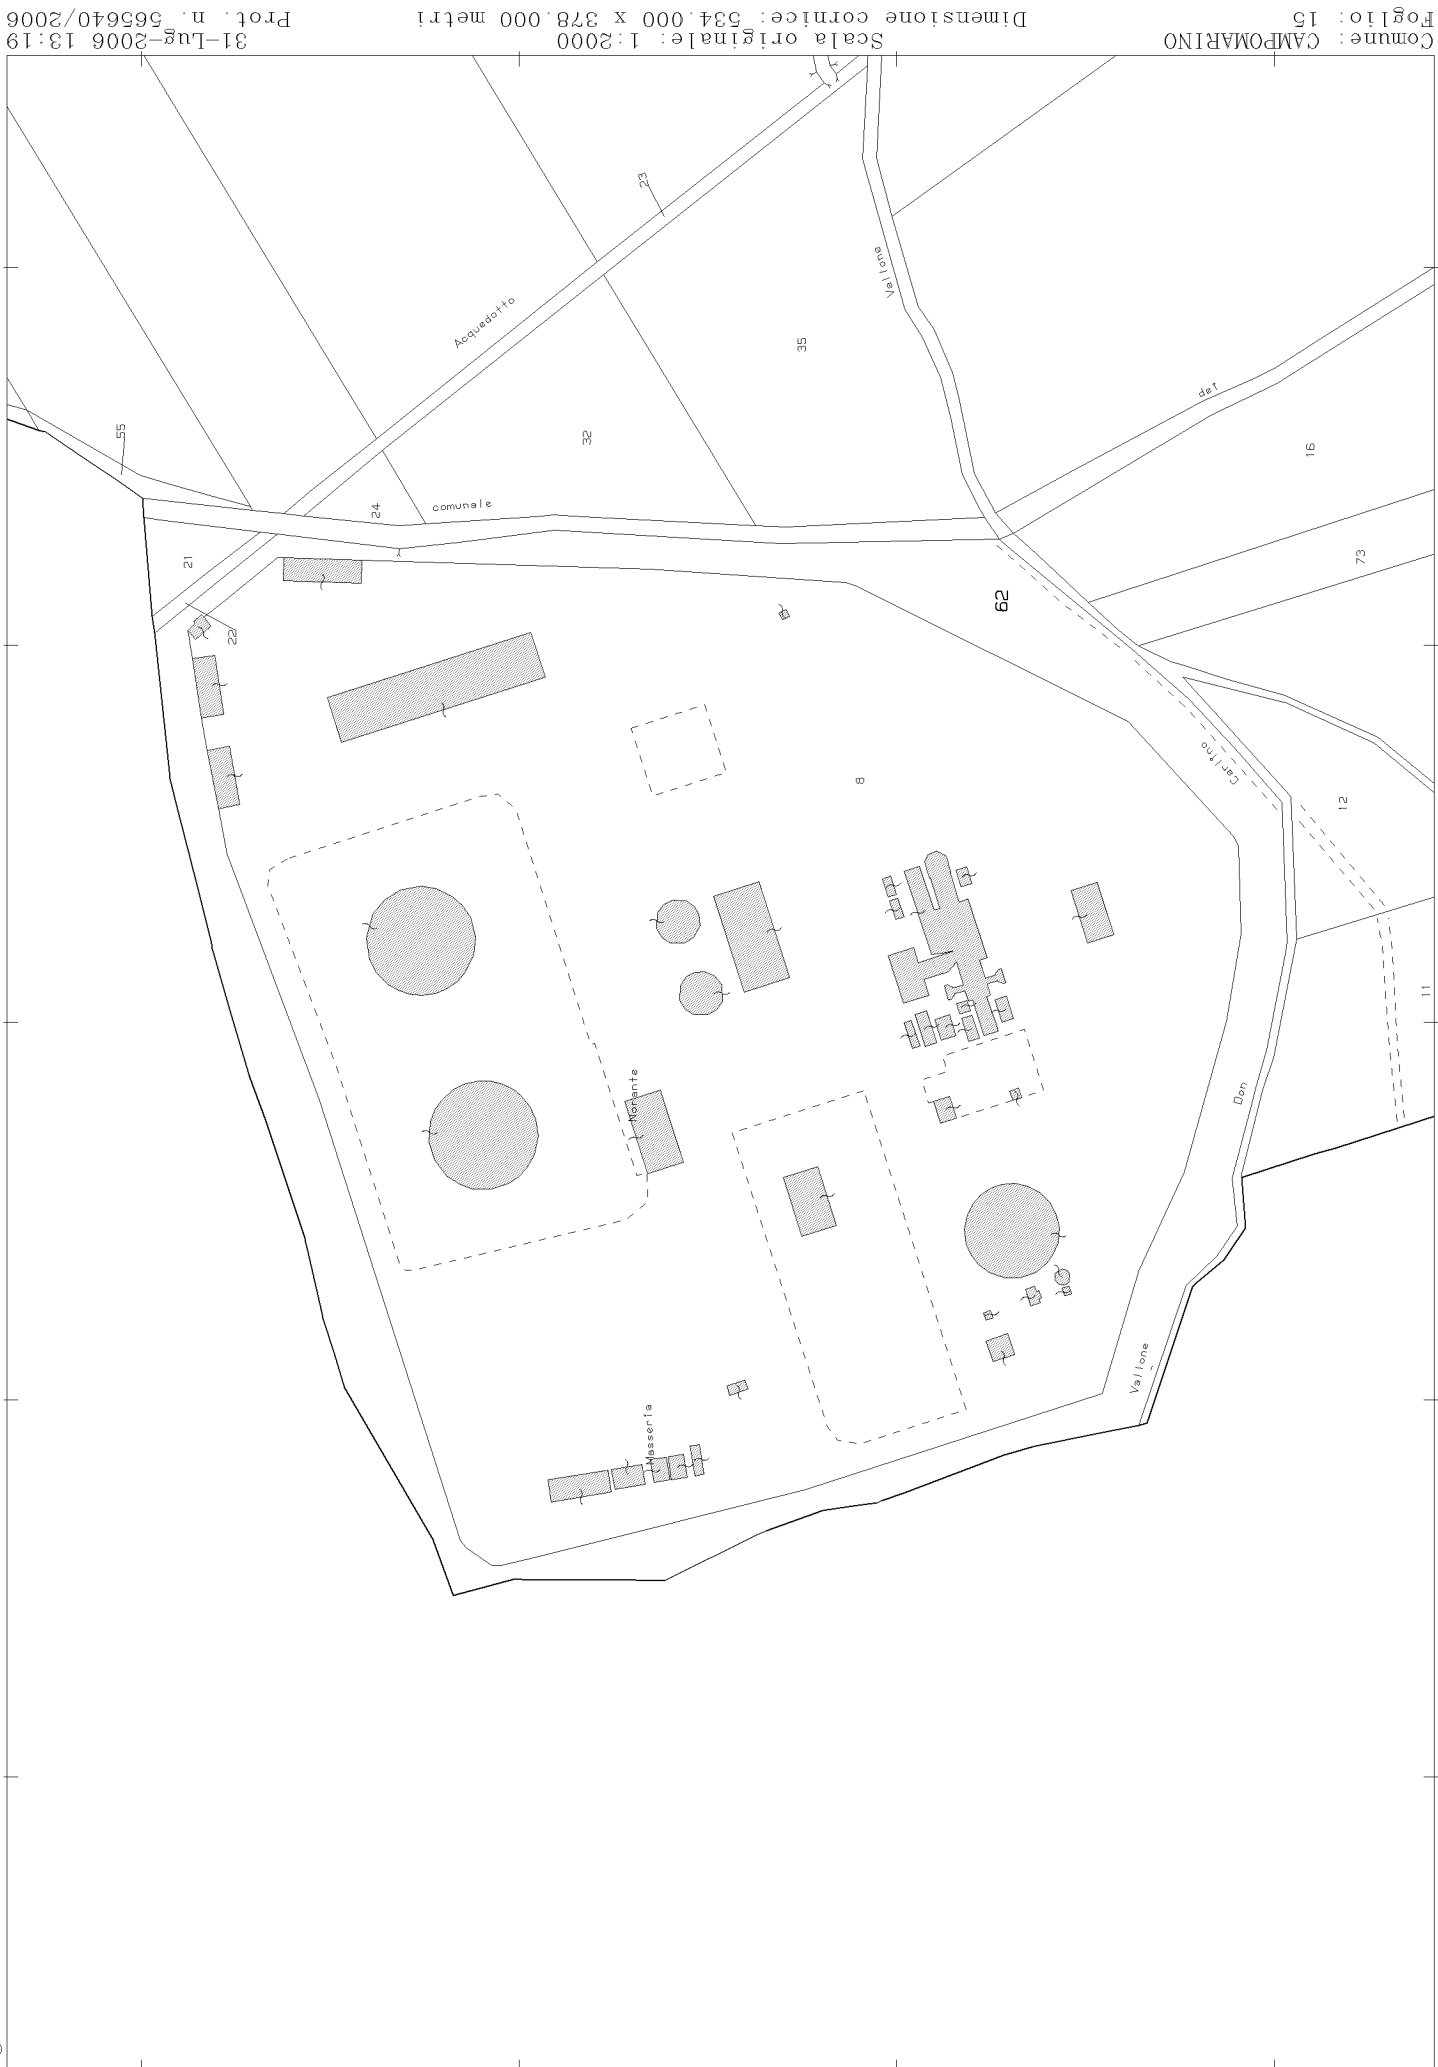 Comune: CAMPOMARINO
Foglio: 15
Scala originale: 1:2000
Dimensione cornice: 534.000 x 378.000 metri
31-Lug-2006 13:19
Prot. n. 565640/2006
23
Vallone
Acquedotto
35
del
55
32
16
24
comunale
21
73
62
22
Carlino
8
12
11
Don
Noriante
Vallone
Masseria